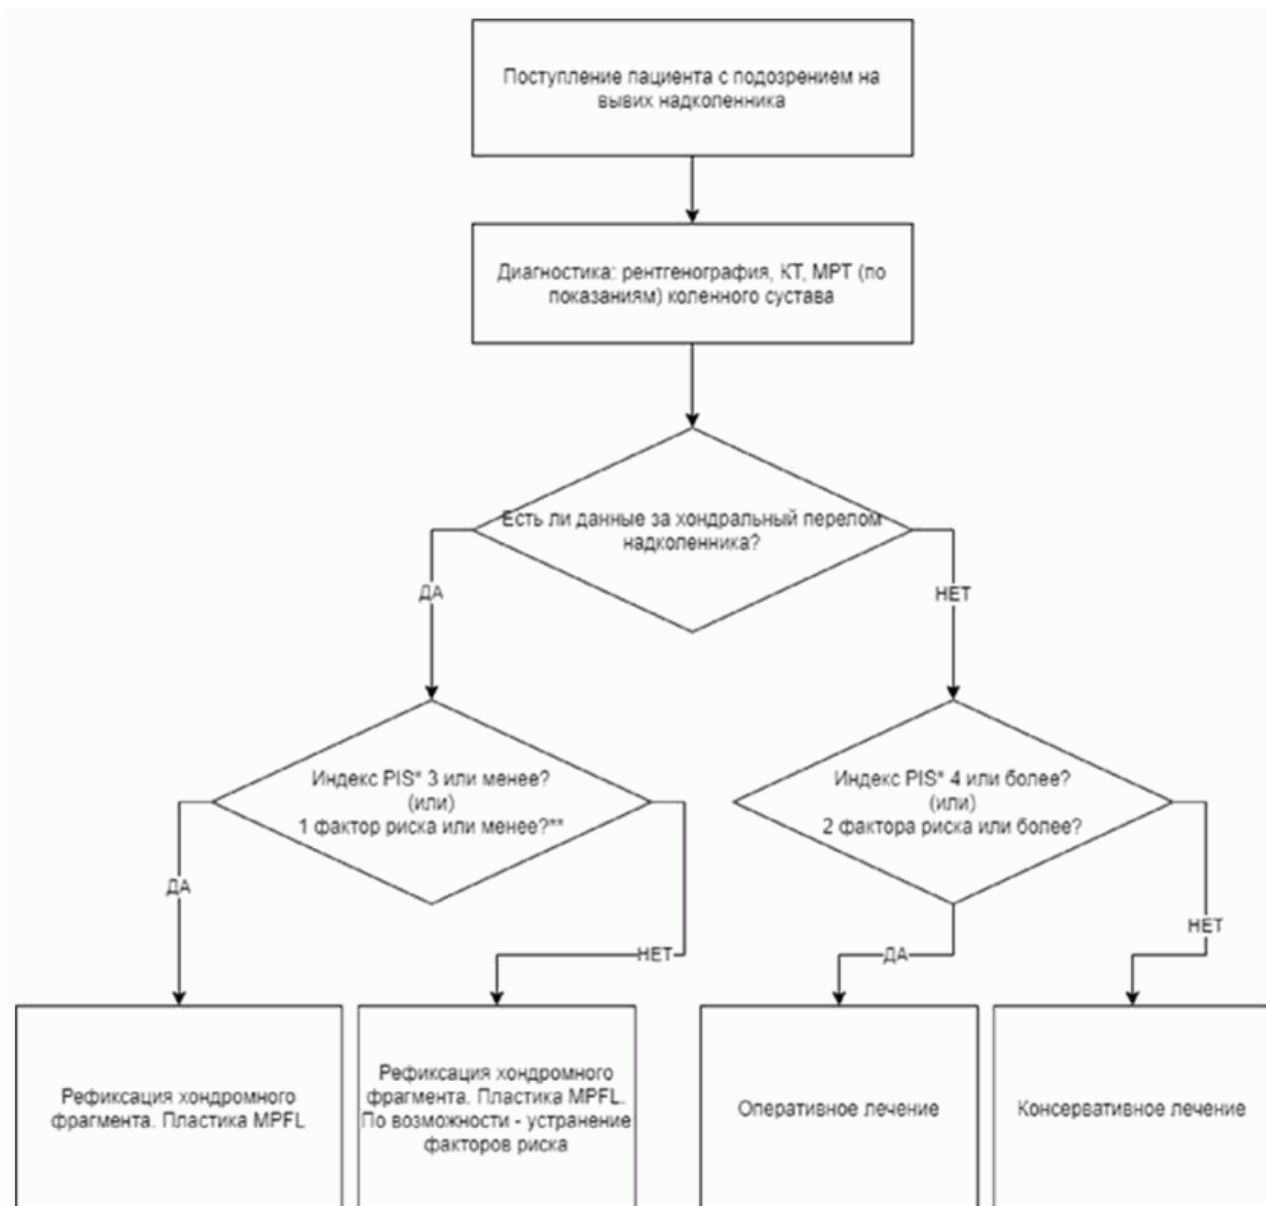 Поступление пациента с подозрением на
вывих надколенника
Диагностика: рентгенография, КТ, МРТ (по
показаниям) коленного сустава
Есть ли данные за хондральный перелом
надколенника?
ДА
НЕТ
Индекс PIS* 3 или менее?
(или)
1 фактор риска или менее?**
Индекс PIS* 4 или более?
(или)
2 фактора риска или более?
ДА
НЕТ
ДА
НЕТ
Рефиксация хондромного
фрагмента. Пластика MPFL
Рефиксация хондромного
фрагмента. Пластика MPFL.
По возможности - устранение
факторов риска
Оперативное лечение
Консервативное лечение